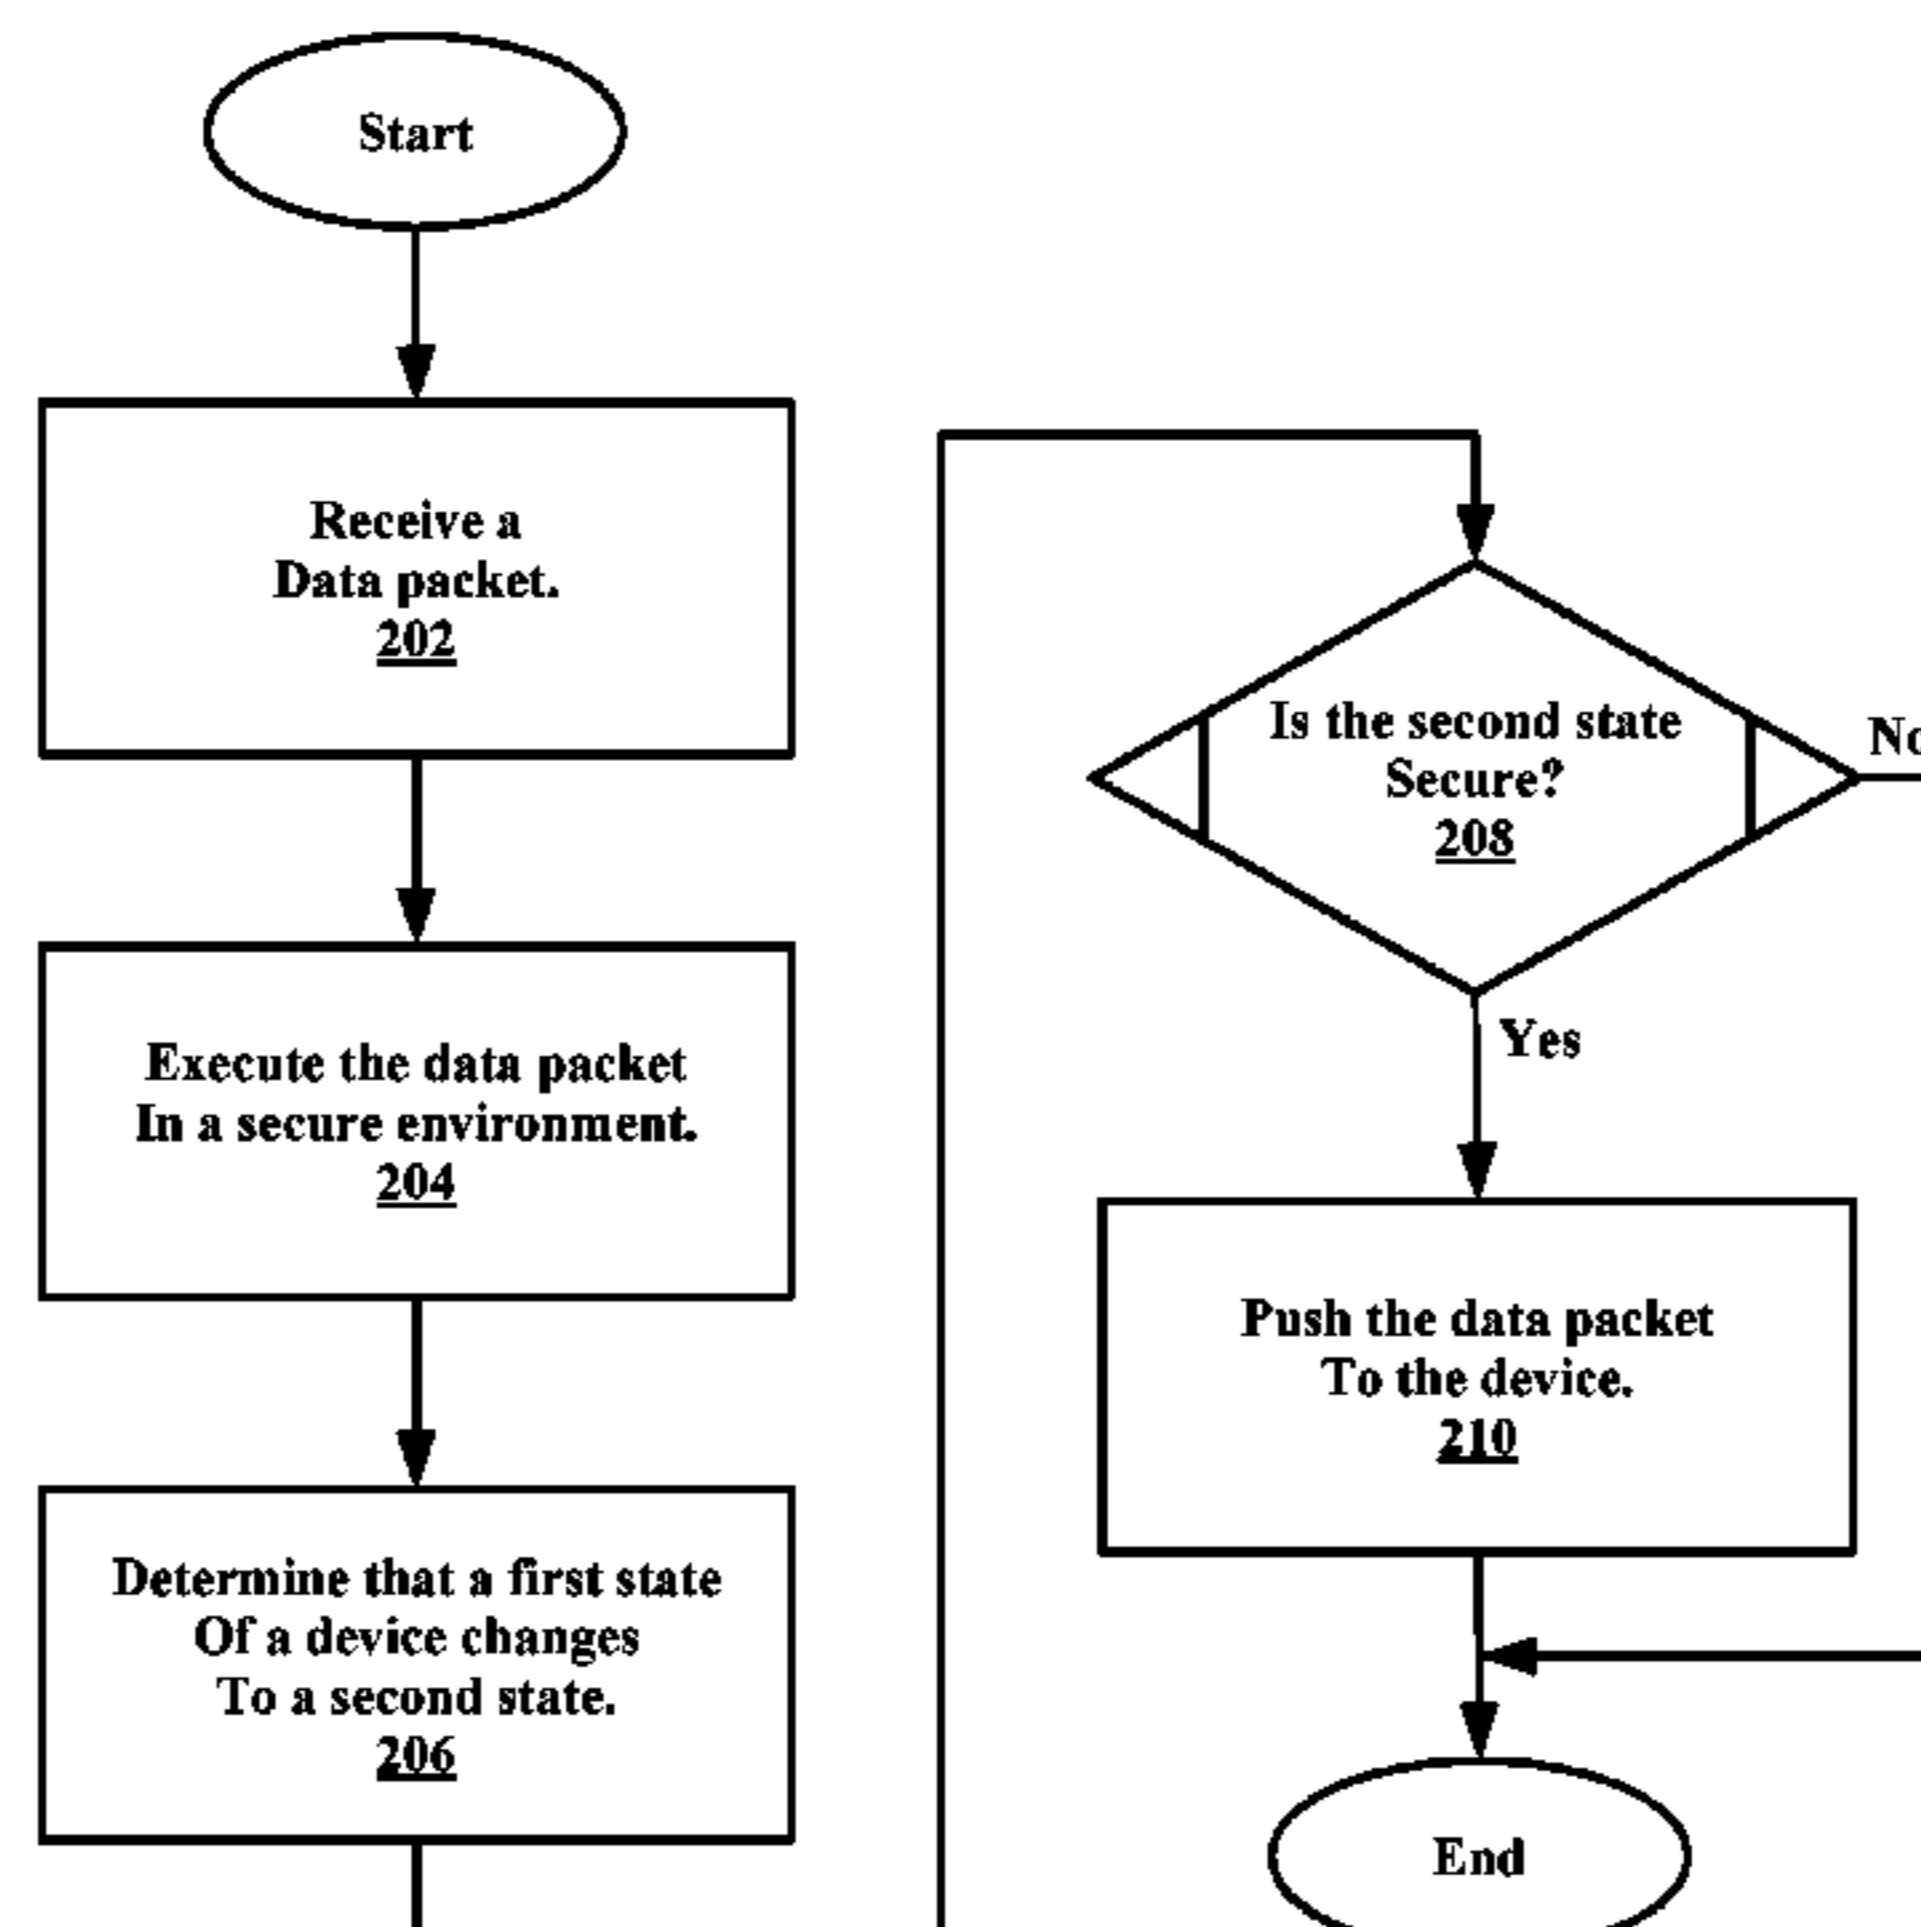 Start
Receive a
Data packet.
202
Execute the data packet
In a secure environment.
204
Determine that a first state
Of a device changes
To a second state.
206
Is the second state
Secure?
208
No
Yes
Push the data packet
To the device.
210
End